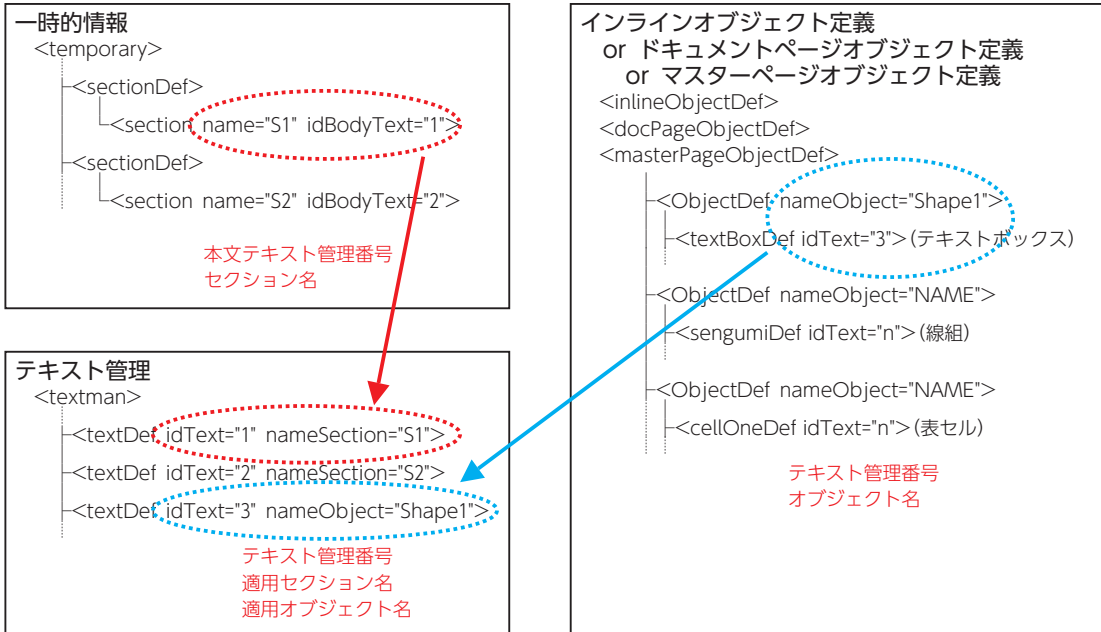 一時的情報
<temporary>
<sectionDef>
<section name="S1" idBodyText="1">
<sectionDef>
<section name="S2" idBodyText="2">
本文テキスト管理番号
セクション名
テキスト管理
<textman>
<textDef idText="1" nameSection="S1">
<textDef idText="2" nameSection="S2">
<textDef idText="3" nameObject="Shape1">
テキスト管理番号
適用セクション名
適用オブジェクト名
インラインオブジェクト定義
or ドキュメントページオブジェクト定義
or マスターページオブジェクト定義
<inlineObjectDef>
<docPageObjectDef>
<masterPageObjectDef>
<ObjectDef nameObject="Shape1">
<textBoxDef idText="3">(テキストボックス)
<ObjectDef nameObject="NAME">
<sengumiDef idText="n">(線組)
<ObjectDef nameObject="NAME">
<cellOneDef idText="n">(表セル)
テキスト管理番号
オブジェクト名